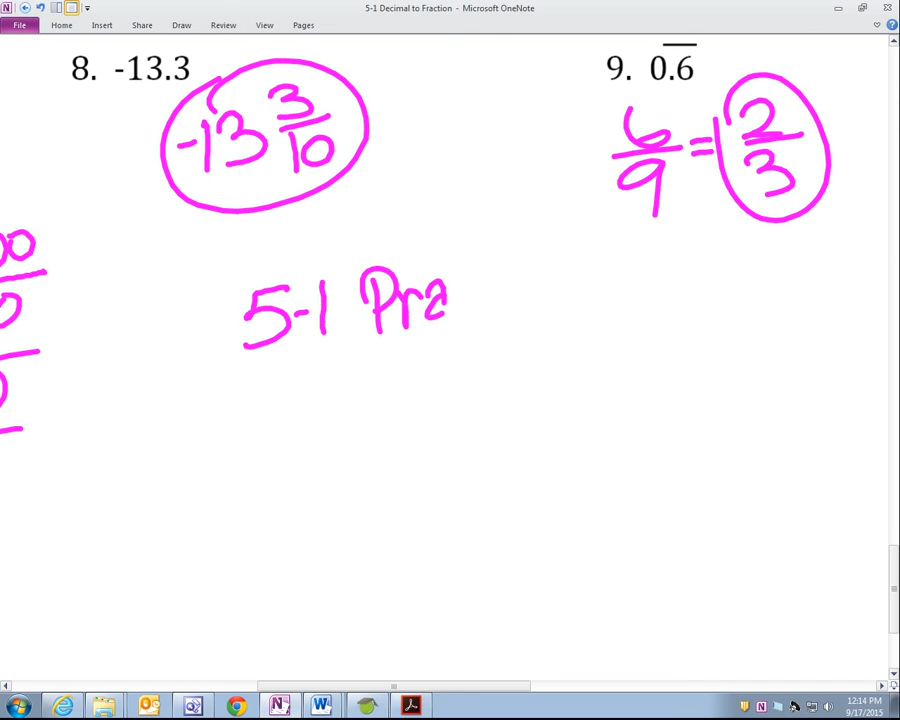 5-1 Decimal to Fraction - Microsoft OneNote
File Home Insert Share Draw Review View Pages
8. -13.3
9. 0.6̅
-13 3/10
6/9 = 2/3
5-1 Pra
12:14 PM
9/17/2015